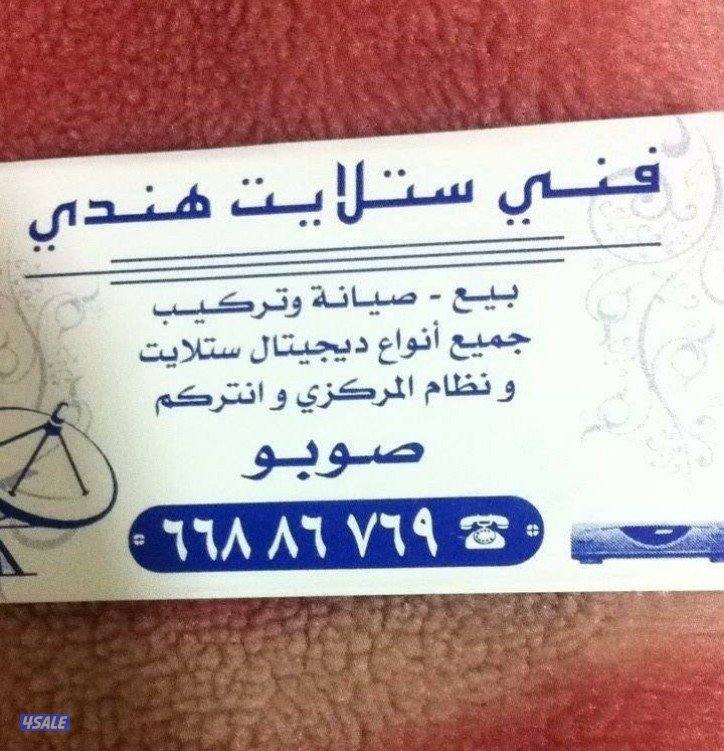 فني ستلايت هندي
بيع - صيانة وتركيب
جميع أنواع ديجيتال ستلايت
و نظام المركزي و انتركم
صوبو
٦٦٨ ٨٦ ٧٦٩
4SALE